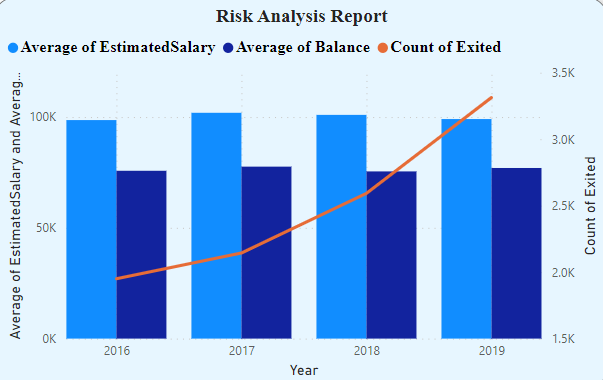 Risk Analysis Report
Average of EstimatedSalary Average of Balance Count of Exited
Average of EstimatedSalary and Averag...
100K
50K
0K
3.5K
3.0K
2.5K
2.0K
1.5K
Count of Exited
2016 2017 2018 2019
Year